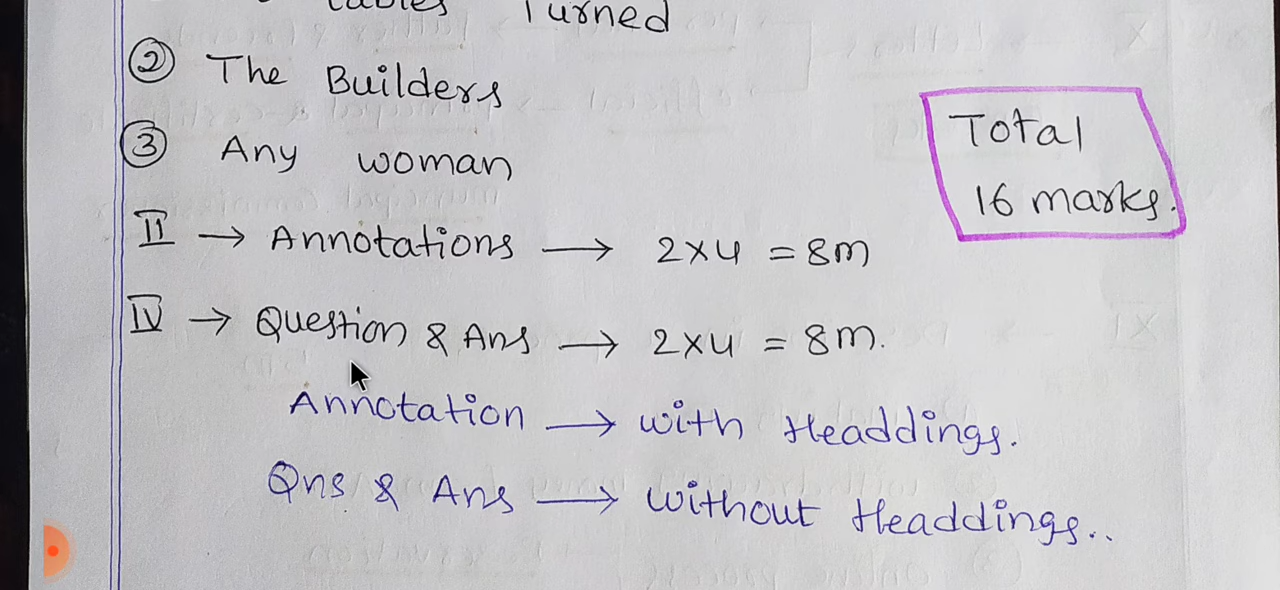 tables Turned
② The Builders
③ Any woman
Total
16 marks.
II → Annotations → 2×4 = 8m
IV → Question & Ans → 2×4 = 8m.
Annotation → with Headdings.
Qns & Ans → without Headdings..